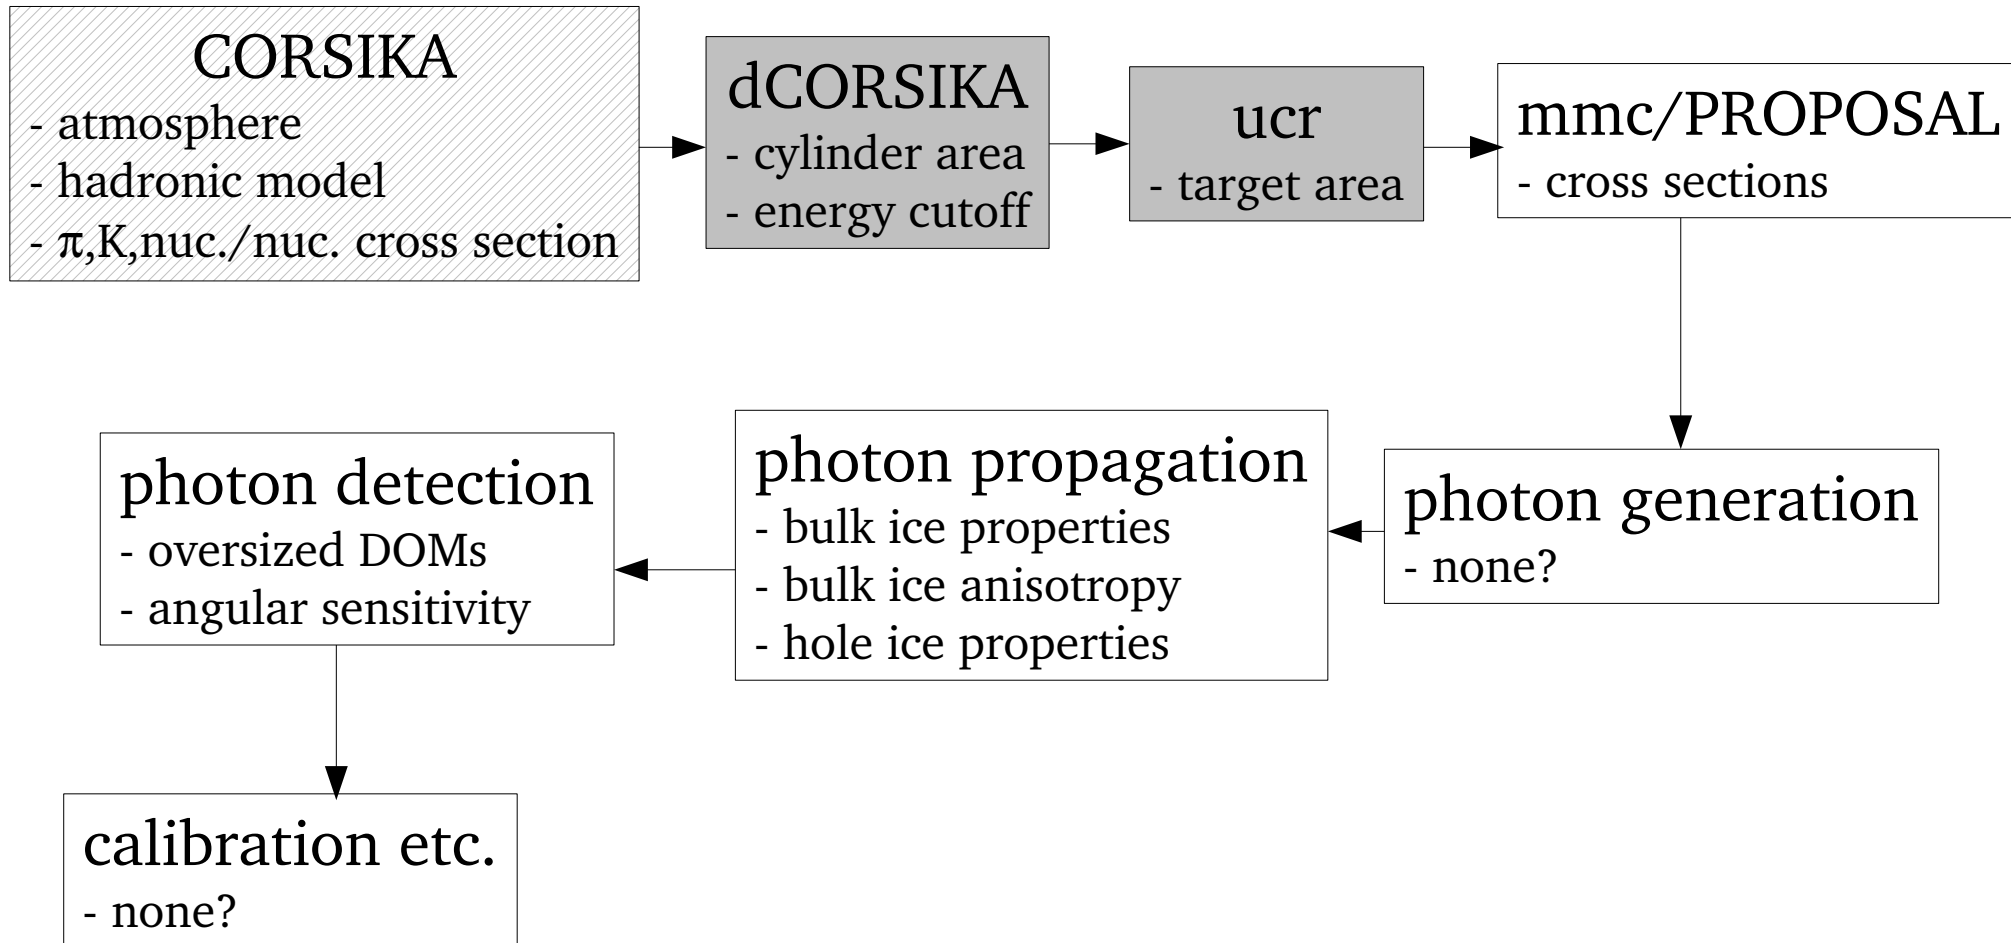 CORSIKA
- atmosphere
- hadronic model
- π,K,nuc./nuc. cross section
dCORSIKA
- cylinder area
- energy cutoff
ucr
- target area
mmc/PROPOSAL
- cross sections
photon generation
- none?
photon propagation
- bulk ice properties
- bulk ice anisotropy
- hole ice properties
photon detection
- oversized DOMs
- angular sensitivity
calibration etc.
- none?